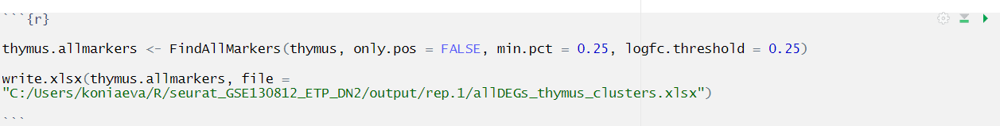 ```{r}
thymus.allmarkers <- FindAllMarkers(thymus, only.pos = FALSE, min.pct = 0.25, logfc.threshold = 0.25)
write.xlsx(thymus.allmarkers, file =
"C:/Users/koniaeva/R/seurat_GSE130812_ETP_DN2/output/rep.1/allDEGs_thymus_clusters.xlsx")
```